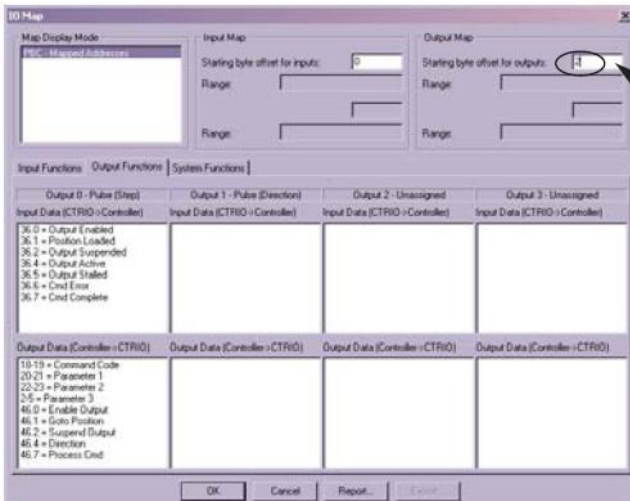 IO Map
Map Display Mode
PBC - Mapped Addresses
Input Map
Starting byte offset for inputs: 0
Range:
Range:
Output Map
Starting byte offset for outputs: 2
Range:
Range:
Input Functions Output Functions System Functions
Output 0 - Pulse (Step) Output 1 - Pulse (Direction) Output 2 - Unassigned Output 3 - Unassigned
Input Data (CTRIO->Controller) Input Data (CTRIO->Controller) Input Data (CTRIO->Controller) Input Data (CTRIO->Controller)
36.0 = Output Enabled
36.1 = Position Loaded
36.2 = Output Suspended
36.4 = Output Active
36.5 = Output Stalled
36.6 = Cmd Error
36.7 = Cmd Complete
Output Data (Controller->CTRIO) Output Data (Controller->CTRIO) Output Data (Controller->CTRIO) Output Data (Controller->CTRIO)
18-19 = Command Code
20-21 = Parameter 1
22-23 = Parameter 2
2-5 = Parameter 3
46.0 = Enable Output
46.1 = Goto Position
46.2 = Suspend Output
46.4 = Direction
46.7 = Process Cmd
OK Cancel Report... Export...